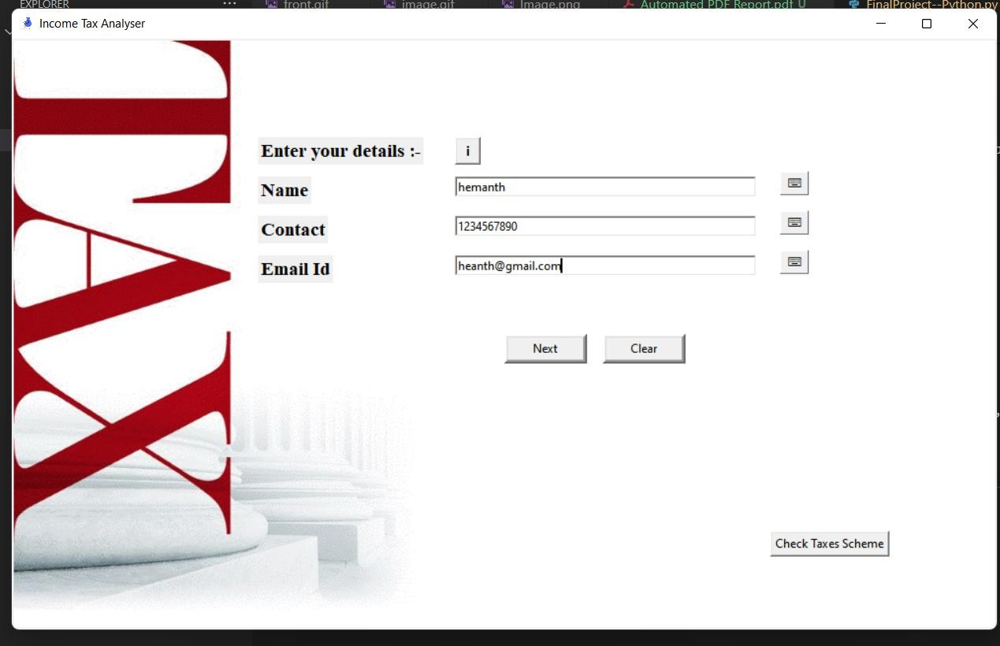 EXPLORER ... front.gif image.gif Image.png Automated PDF Report.pdf U FinalProject--Python.py
Income Tax Analyser
TAX
Enter your details :- i
Name hemanth
Contact 1234567890
Email Id heanth@gmail.com
Next Clear
Check Taxes Scheme